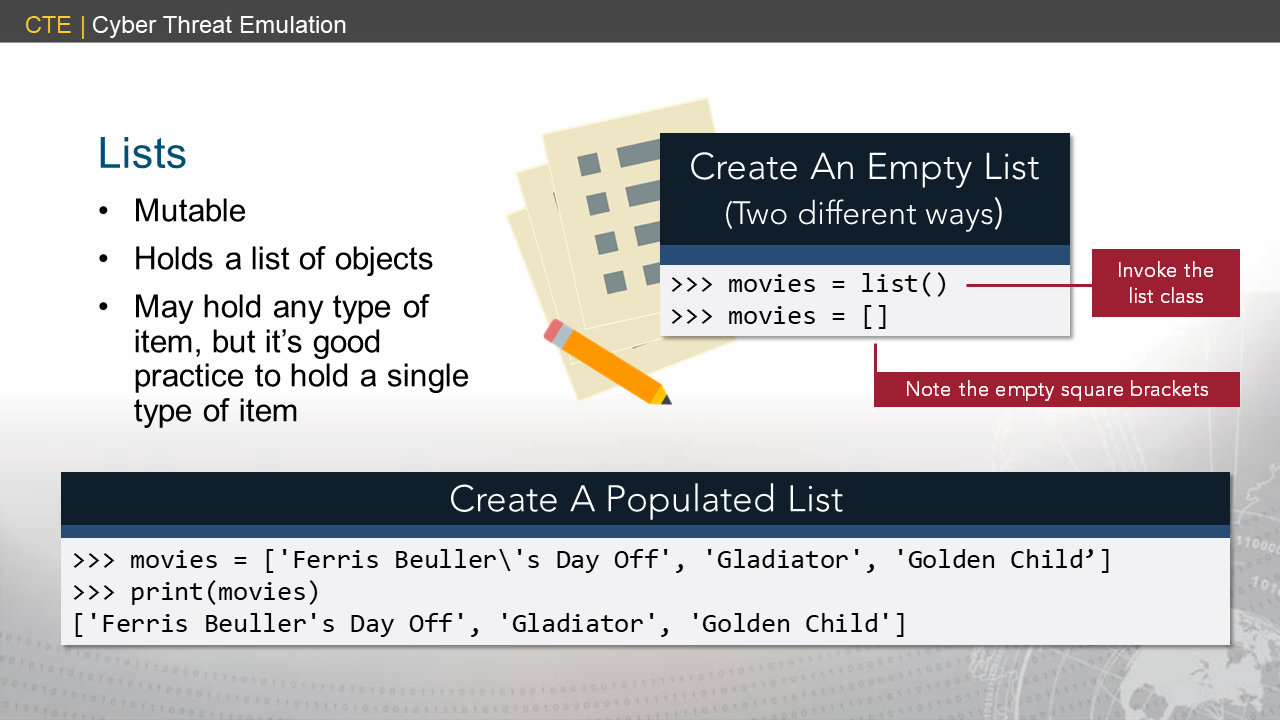 CTE | Cyber Threat Emulation
Lists
• Mutable
• Holds a list of objects
• May hold any type of
item, but it’s good
practice to hold a single
type of item
Create An Empty List
(Two different ways)
>>> movies = list()
>>> movies = []
Invoke the
list class
Note the empty square brackets
Create A Populated List
>>> movies = ['Ferris Beuller\'s Day Off', 'Gladiator', 'Golden Child’]
>>> print(movies)
['Ferris Beuller's Day Off', 'Gladiator', 'Golden Child']